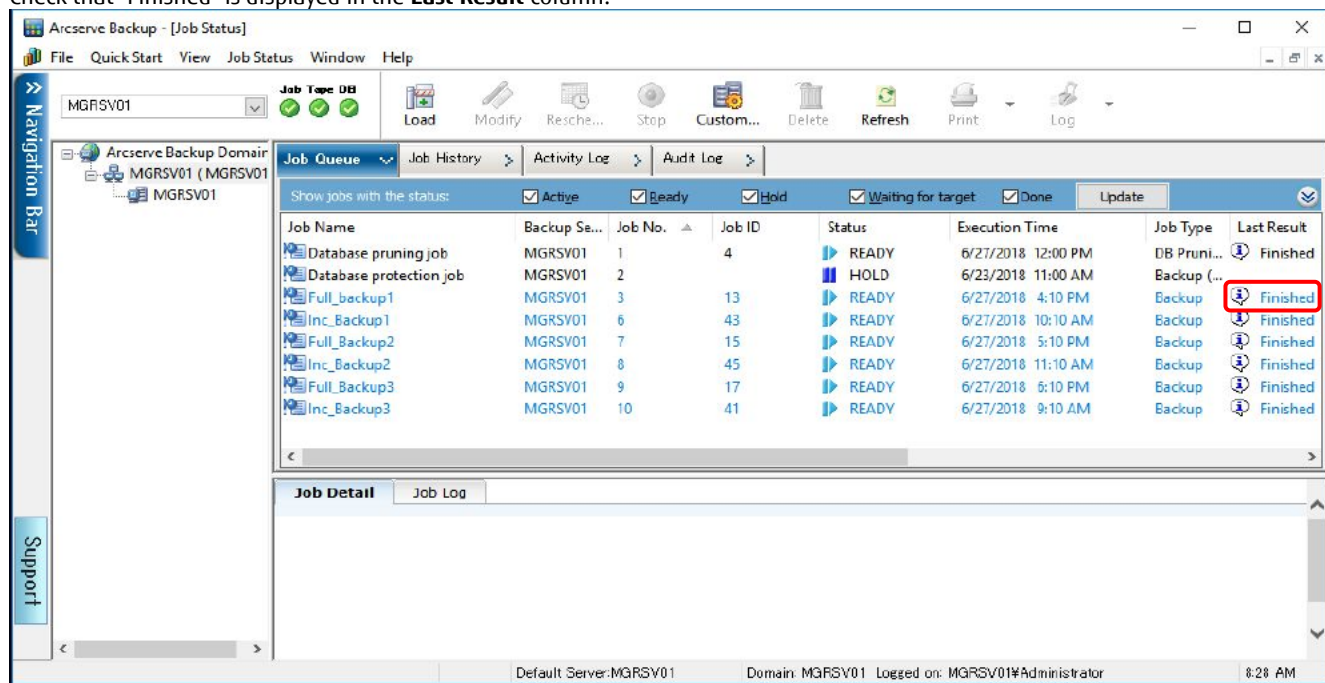 check that "Finished" is displayed in the Last Result column.
Arcserve Backup - [Job Status]
File Quick Start View Job Status Window Help
MGRSV01
Job Tape DB
Load Modify Resche... Stop Custom... Delete Refresh Print Log
Navigation Bar
Arcserve Backup Domair
MGRSV01 ( MGRSV01
MGRSV01
Job Queue Job History Activity Log Audit Log
Show jobs with the status: Active Ready Hold Waiting for target Done Update
Job Name Backup Se... Job No. Job ID Status Execution Time Job Type Last Result
Database pruning job MGRSV01 1 4 READY 6/27/2018 12:00 PM DB Pruni... Finished
Database protection job MGRSV01 2 HOLD 6/23/2018 11:00 AM Backup (...
Full_backup1 MGRSV01 3 13 READY 6/27/2018 4:10 PM Backup Finished
Inc_Backup1 MGRSV01 6 43 READY 6/27/2018 10:10 AM Backup Finished
Full_Backup2 MGRSV01 7 15 READY 6/27/2018 5:10 PM Backup Finished
Inc_Backup2 MGRSV01 8 45 READY 6/27/2018 11:10 AM Backup Finished
Full_Backup3 MGRSV01 9 17 READY 6/27/2018 6:10 PM Backup Finished
Inc_Backup3 MGRSV01 10 41 READY 6/27/2018 9:10 AM Backup Finished
Job Detail Job Log
Support
Default Server:MGRSV01 Domain: MGRSV01 Logged on: MGRSV01¥Administrator 8:28 AM